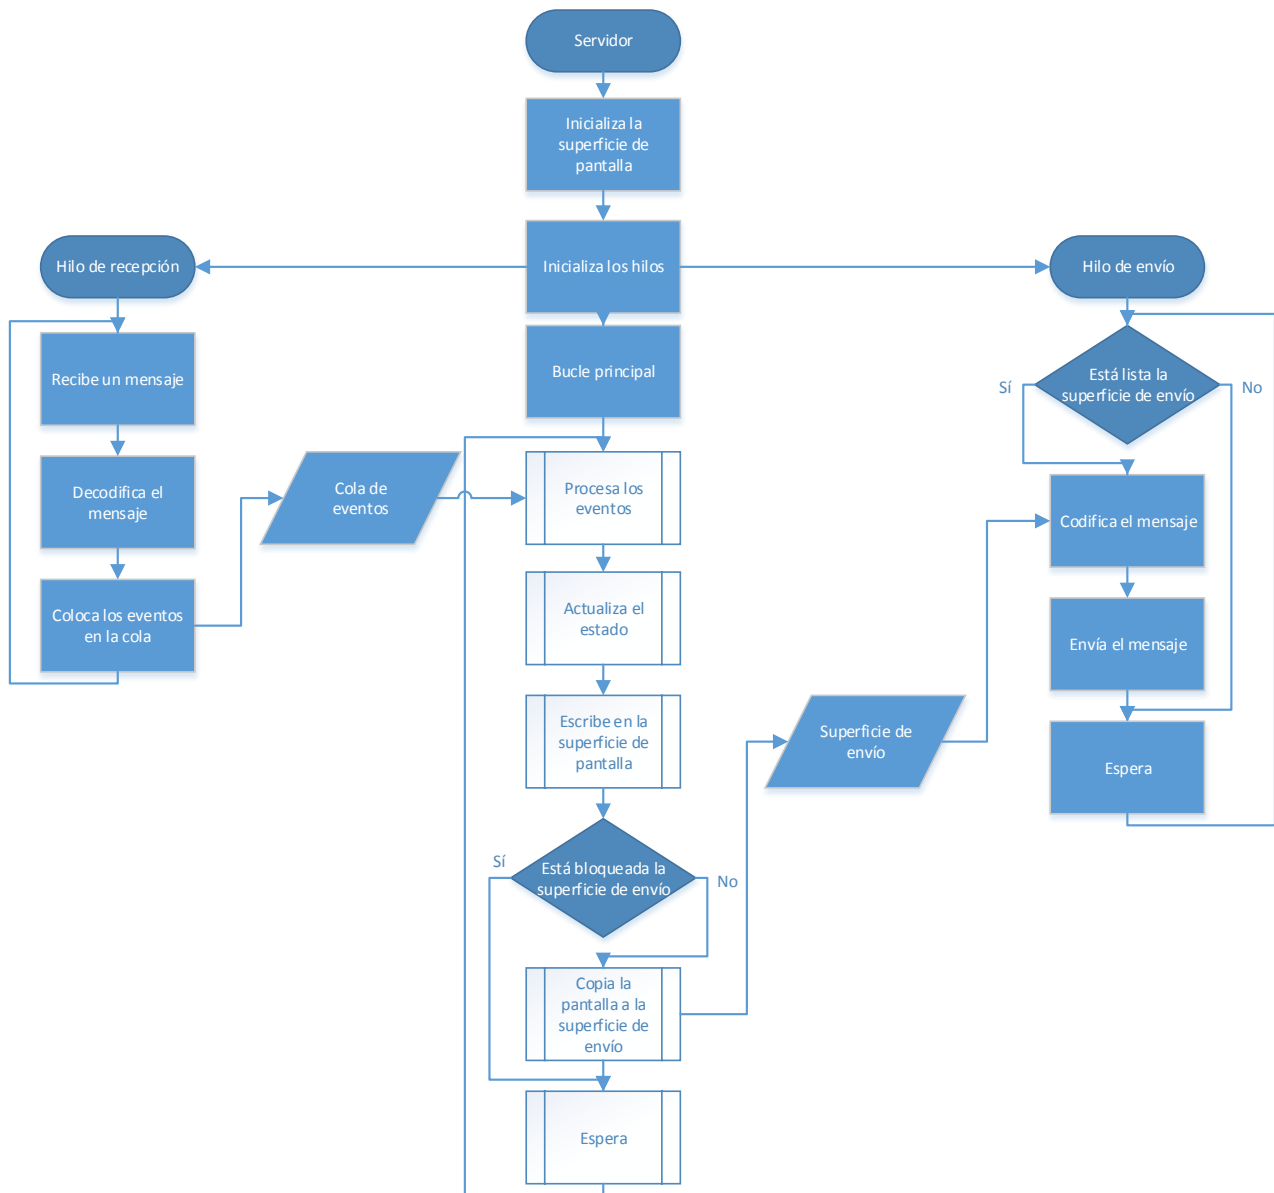 Servidor
Inicializa la
superficie de
pantalla
Inicializa los hilos
Hilo de recepción
Hilo de envío
Bucle principal
Recibe un mensaje
Está lista la
superficie de envío
Sí
No
Decodifica el
mensaje
Cola de
eventos
Procesa los
eventos
Codifica el mensaje
Coloca los eventos
en la cola
Actualiza el
estado
Envía el mensaje
Escribe en la
superficie de
pantalla
Superficie de
envío
Espera
Está bloqueada la
superficie de envío
Sí
No
Copia la
pantalla a la
superficie de
envío
Espera